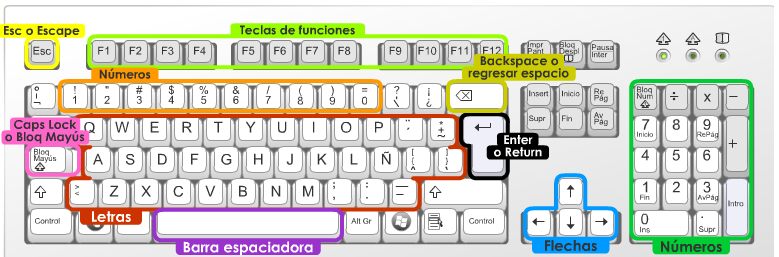 Esc o Escape
Teclas de funciones
Esc F1 F2 F3 F4 F5 F6 F7 F8 F9 F10 F11 F12 Impr Pant Bloq Despl Pausa Inter
Números
Backspace o
regresar espacio
! 1 " 2 # 3 $ 4 % 5 & 6 / 7 ( 8 ) 9 = 0 ? ¡ ¿
Insert Inicio Re Pág
Bloq Num ÷ x −
Caps Lock
o Bloq Mayús
Q W E R T Y U I O P
Supr Fin Av Pág
7 Inicio 8 9 RePág +
Enter
o Return
Bloq Mayús A S D F G H J K L Ñ
4 5 6
Z X C V B N M
1 Fin 2 3 AvPág Intro
Letras
Control Alt Gr Control
0 Ins . Supr
Barra espaciadora
Flechas
Números